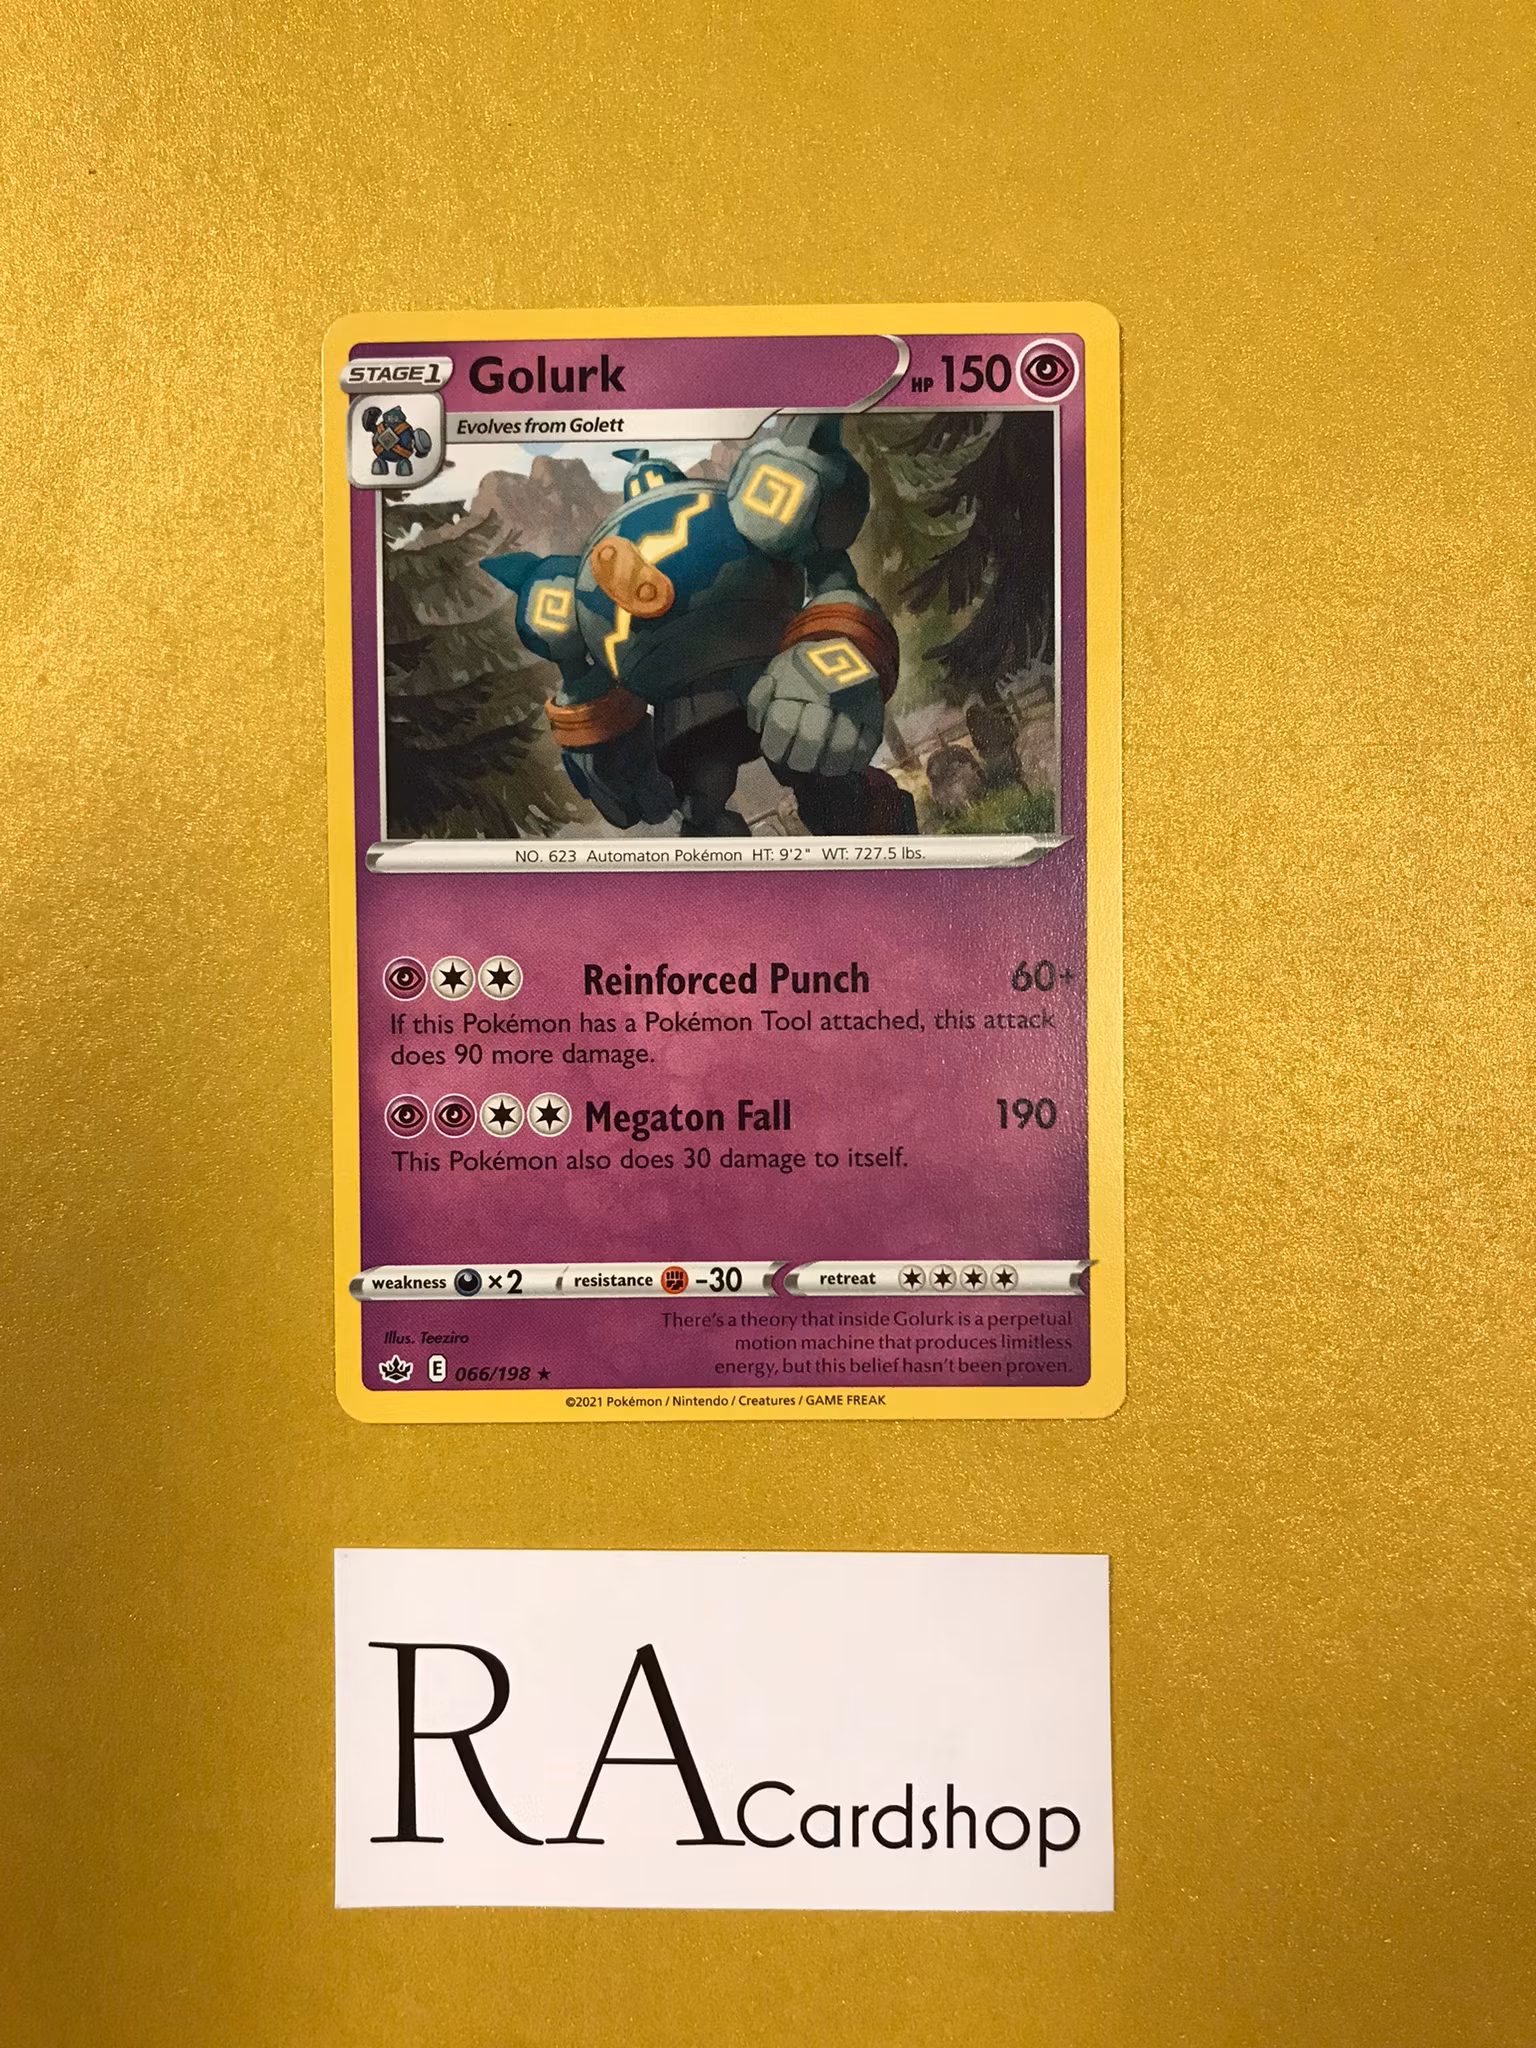 STAGE1
Golurk
HP 150
Evolves from Golett
NO. 623 Automaton Pokémon HT: 9'2" WT: 727.5 lbs.
Reinforced Punch 60+
If this Pokémon has a Pokémon Tool attached, this attack
does 90 more damage.
Megaton Fall 190
This Pokémon also does 30 damage to itself.
weakness ×2 resistance -30 retreat
There's a theory that inside Golurk is a perpetual
motion machine that produces limitless
energy, but this belief hasn't been proven.
Illus. Teeziro
E 066/198 ★
©2021 Pokémon / Nintendo / Creatures / GAME FREAK
RA Cardshop